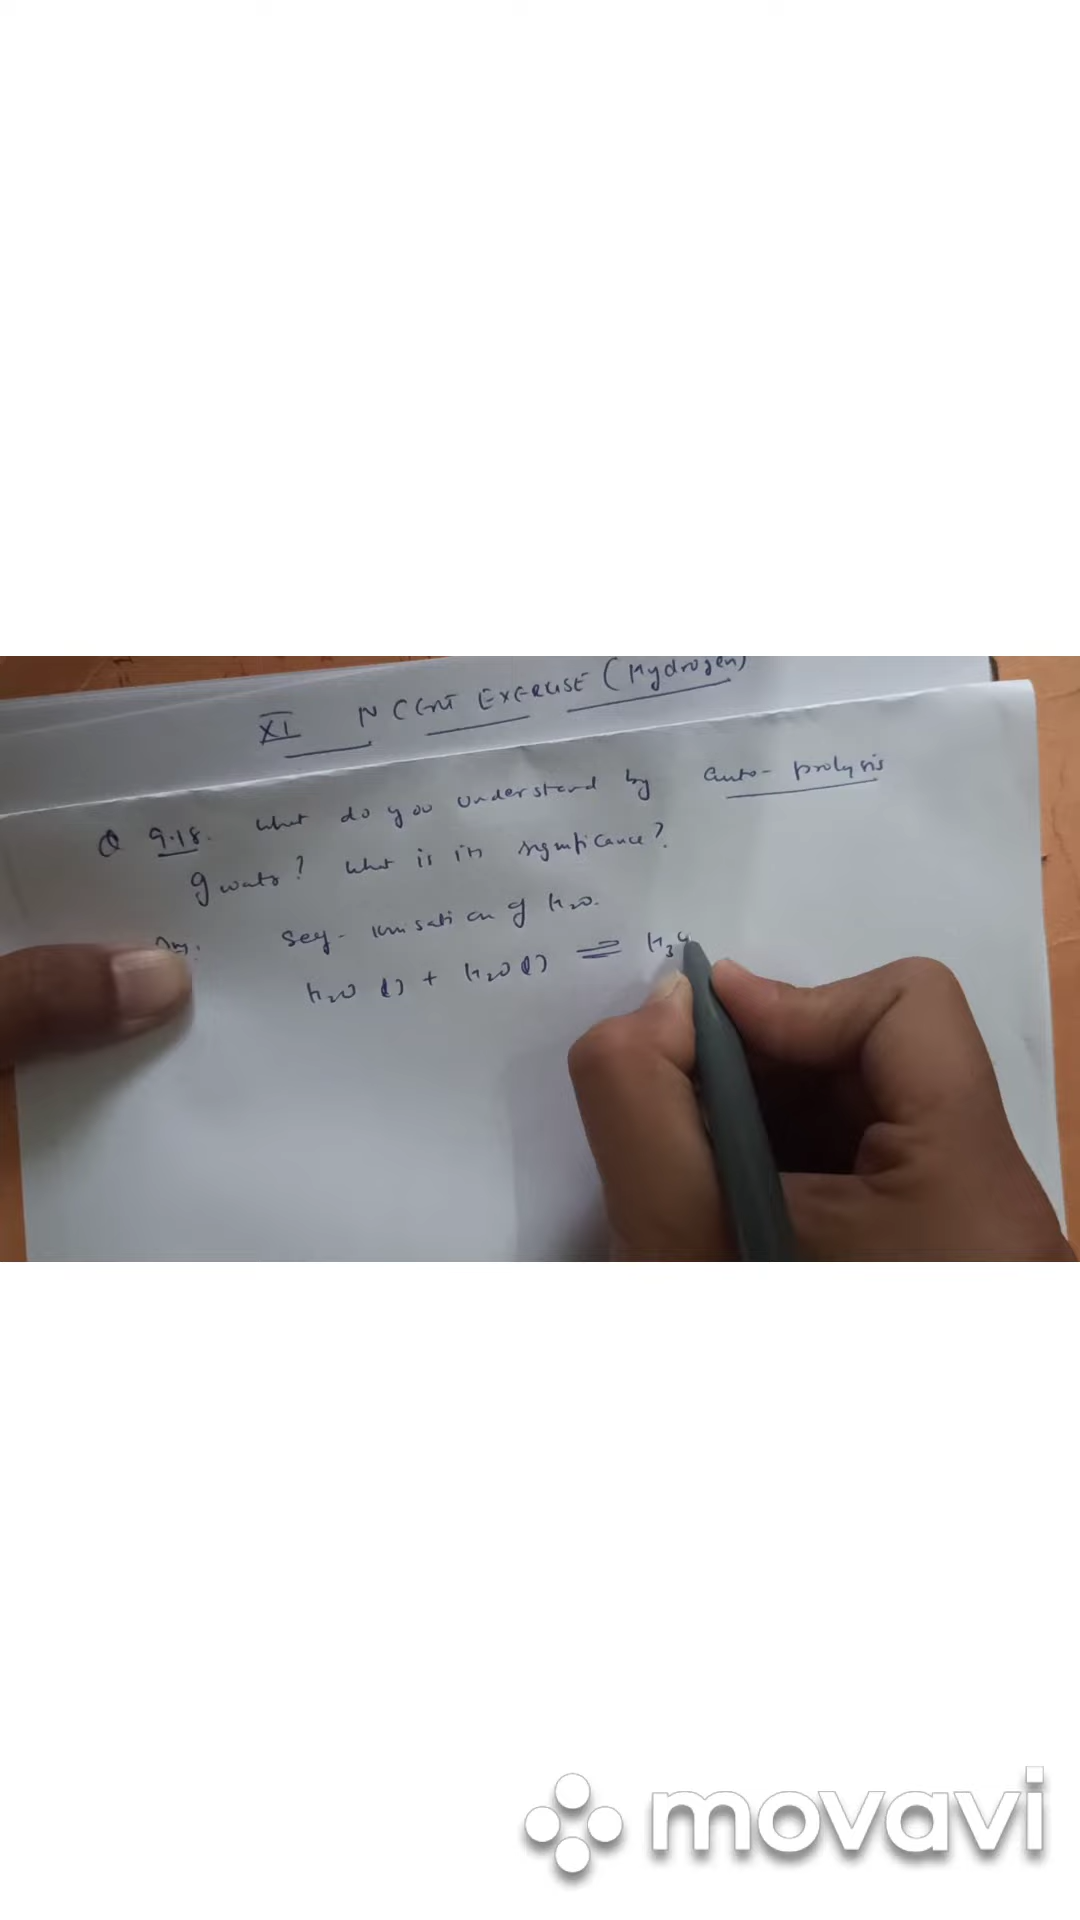 XI NCERT EXERCISE (Hydrogen)
Q 9.18. What do you understand by auto-protolysis
of water? What is its significance?
Ans: Self-ionisation of H₂O.
H₂O (l) + H₂O (l) ⇌ H₃O
movavi